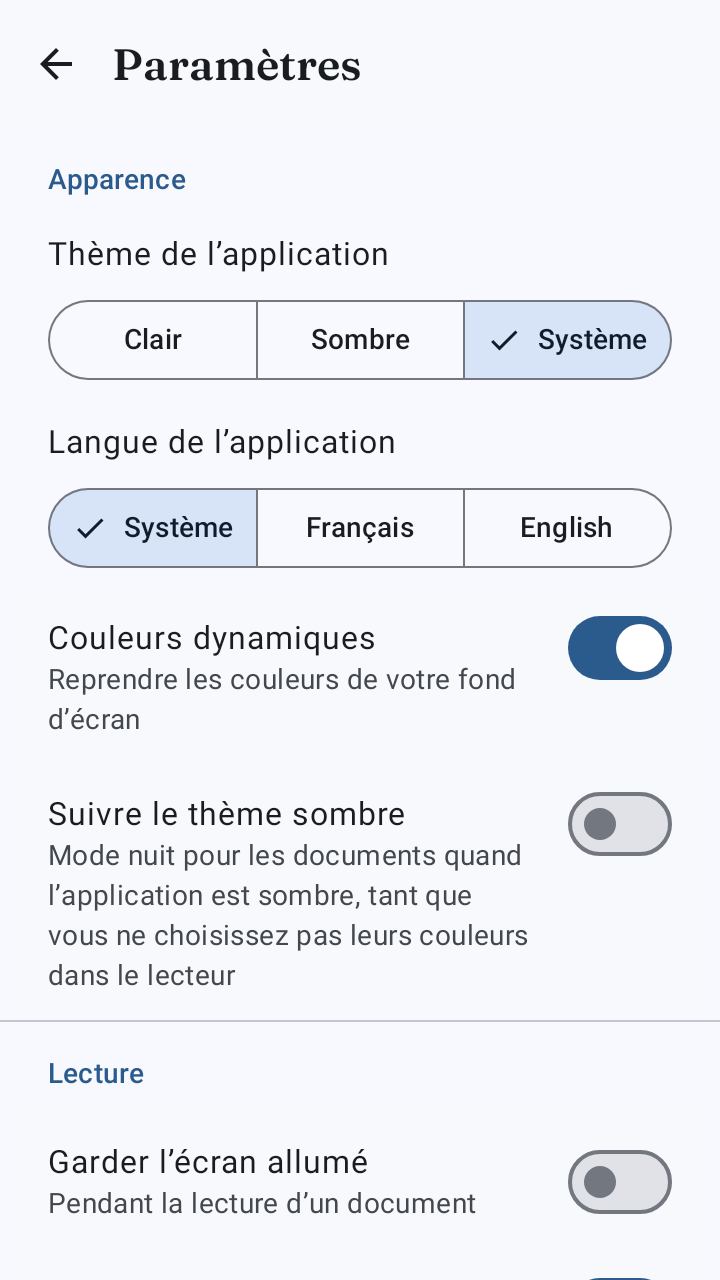 Paramètres
Apparence
Thème de l’application
Clair
Sombre
Système
Langue de l’application
Système
Français
English
Couleurs dynamiques
Reprendre les couleurs de votre fond
d’écran
Suivre le thème sombre
Mode nuit pour les documents quand
l’application est sombre, tant que
vous ne choisissez pas leurs couleurs
dans le lecteur
Lecture
Garder l’écran allumé
Pendant la lecture d’un document